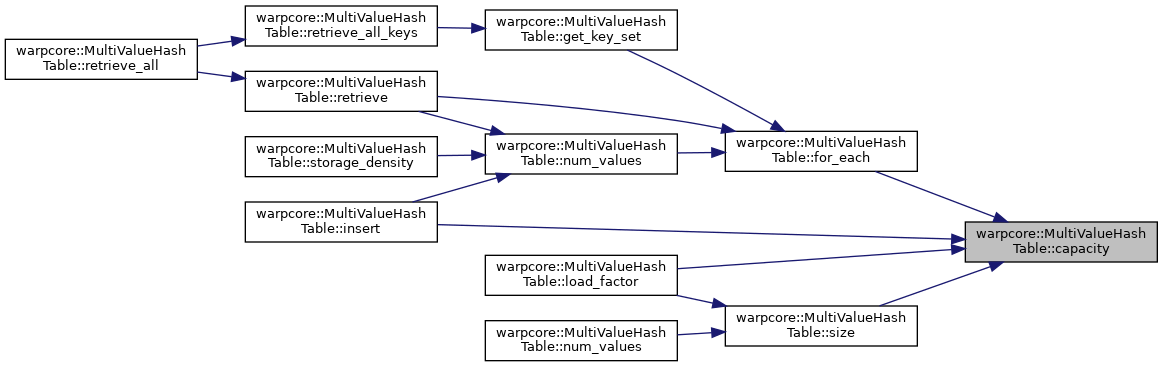 warpcore::MultiValueHash
Table::retrieve_all
warpcore::MultiValueHash
Table::retrieve_all_keys
warpcore::MultiValueHash
Table::retrieve
warpcore::MultiValueHash
Table::storage_density
warpcore::MultiValueHash
Table::insert
warpcore::MultiValueHash
Table::get_key_set
warpcore::MultiValueHash
Table::num_values
warpcore::MultiValueHash
Table::load_factor
warpcore::MultiValueHash
Table::num_values
warpcore::MultiValueHash
Table::for_each
warpcore::MultiValueHash
Table::size
warpcore::MultiValueHash
Table::capacity